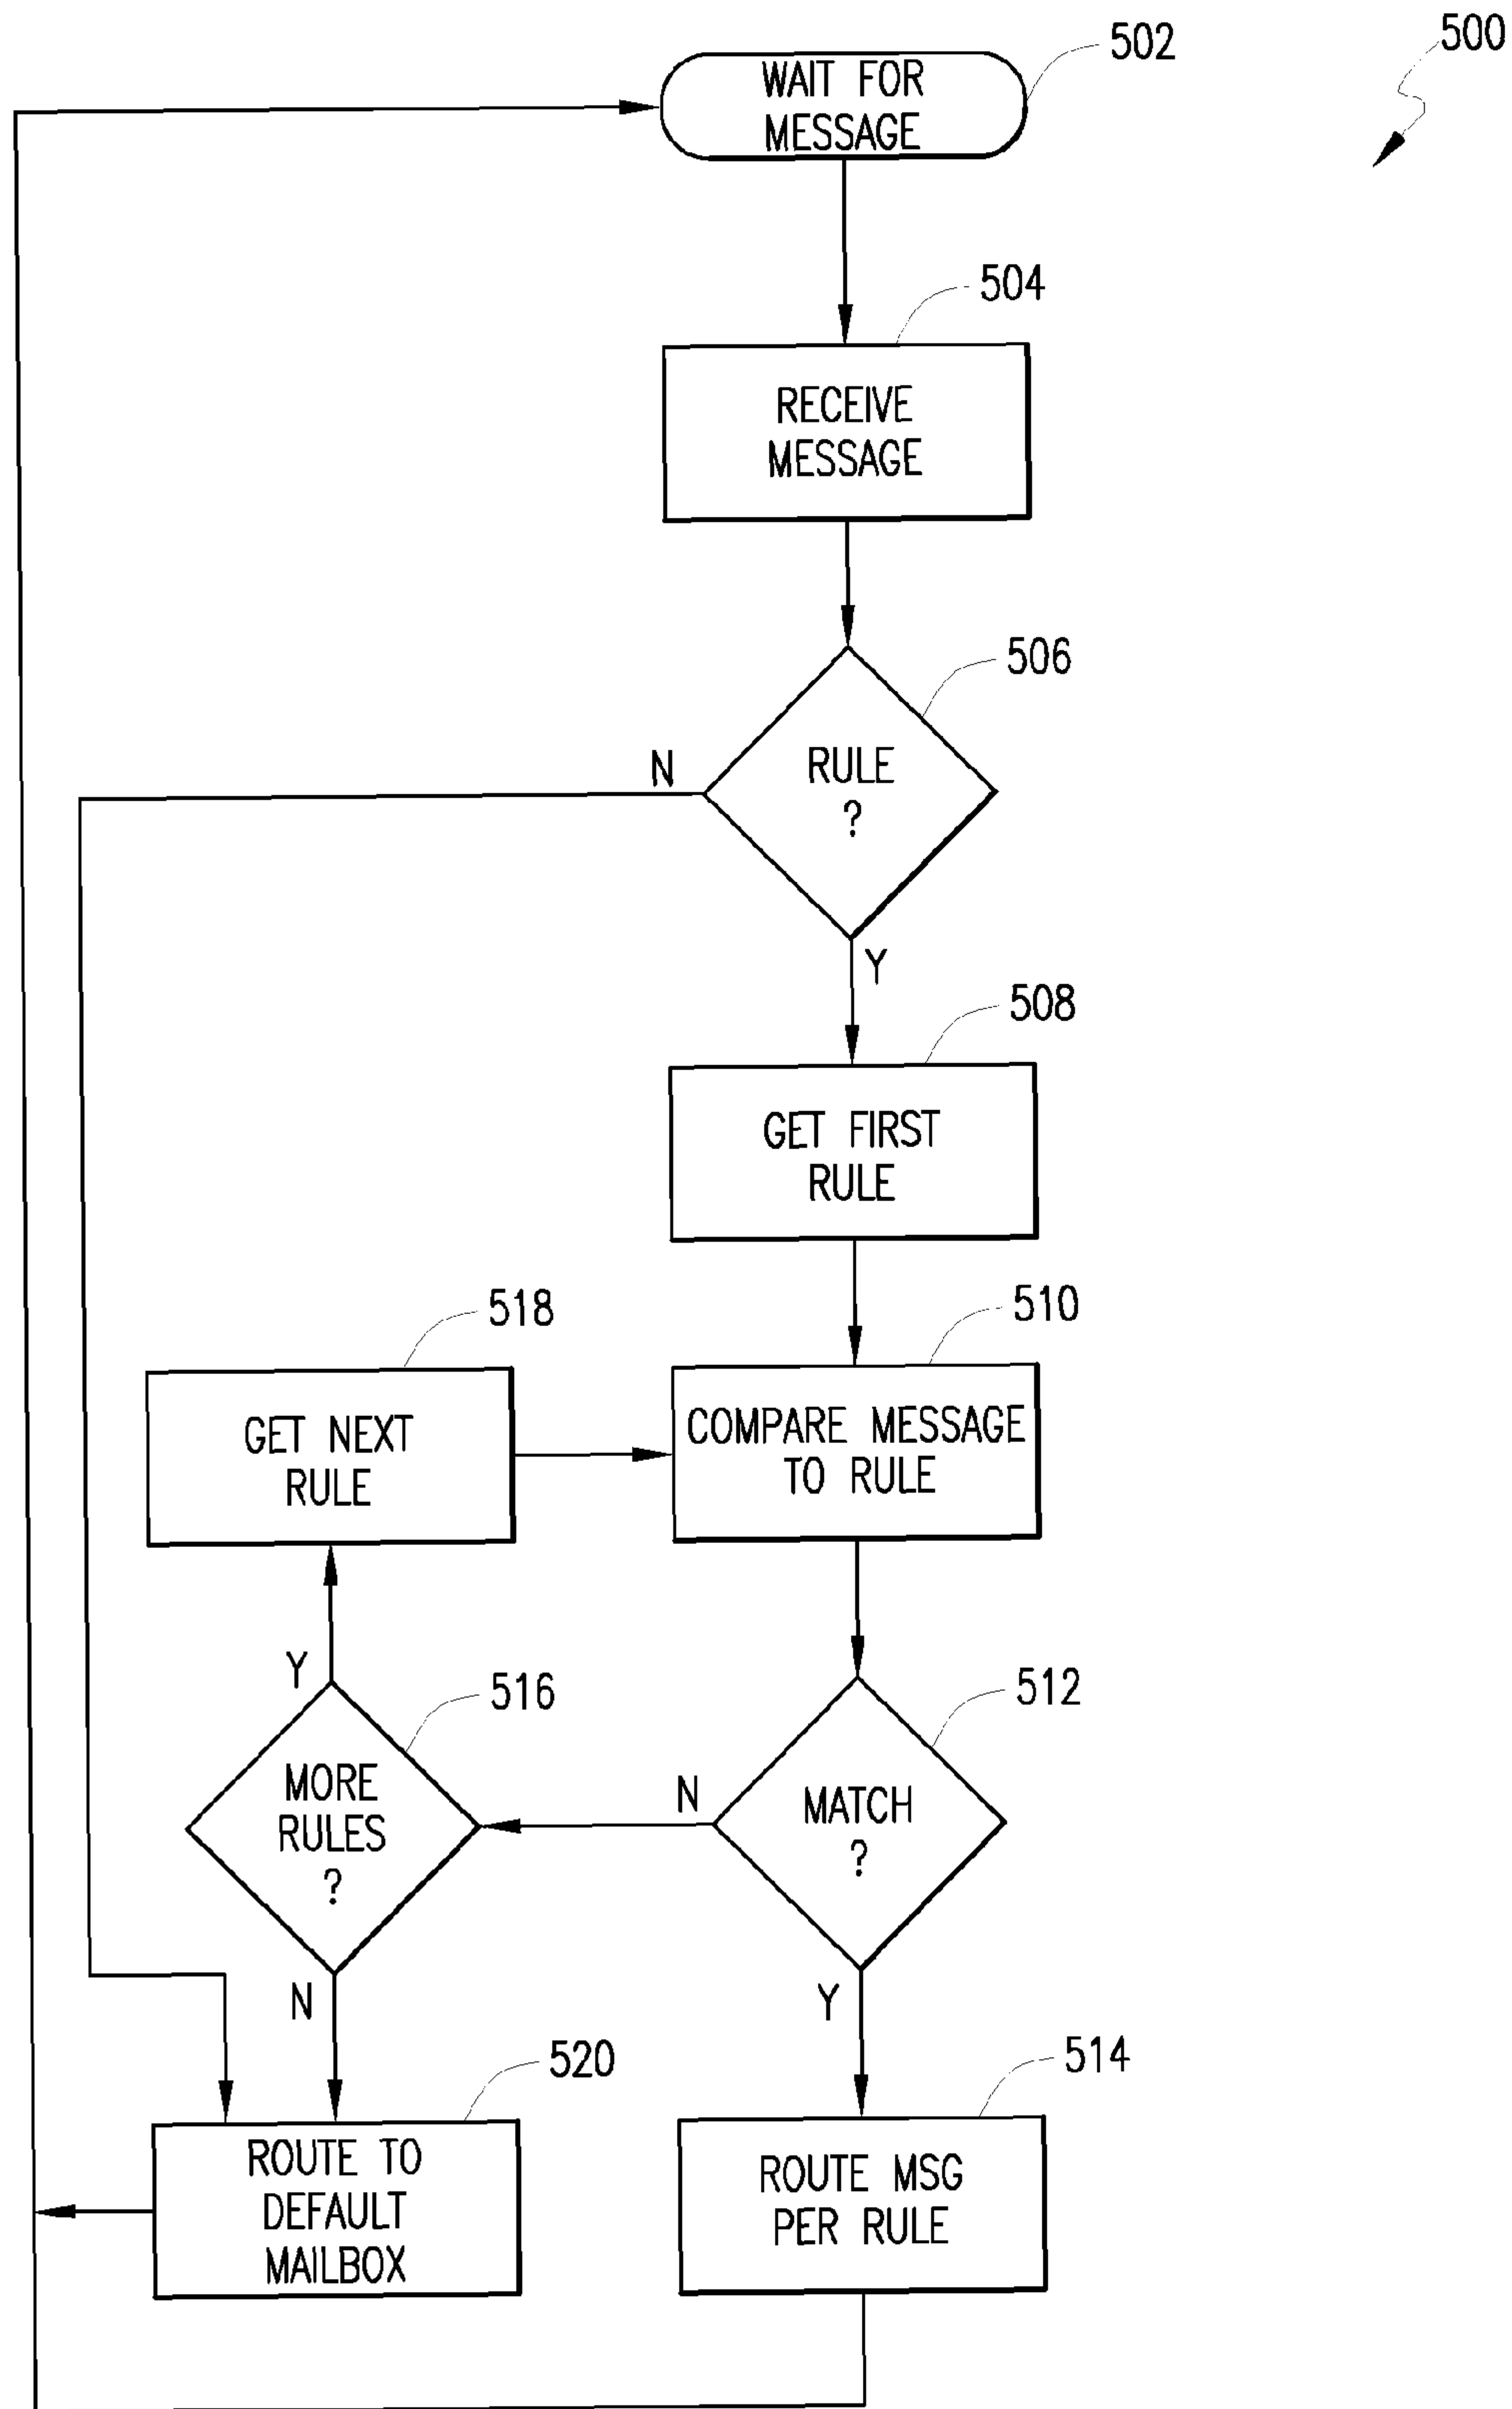 500
502
WAIT FOR
MESSAGE
504
RECEIVE
MESSAGE
506
RULE
?
N
Y
508
GET FIRST
RULE
510
COMPARE MESSAGE
TO RULE
518
GET NEXT
RULE
512
MATCH
?
N
Y
516
MORE
RULES
?
Y
N
520
ROUTE TO
DEFAULT
MAILBOX
514
ROUTE MSG
PER RULE